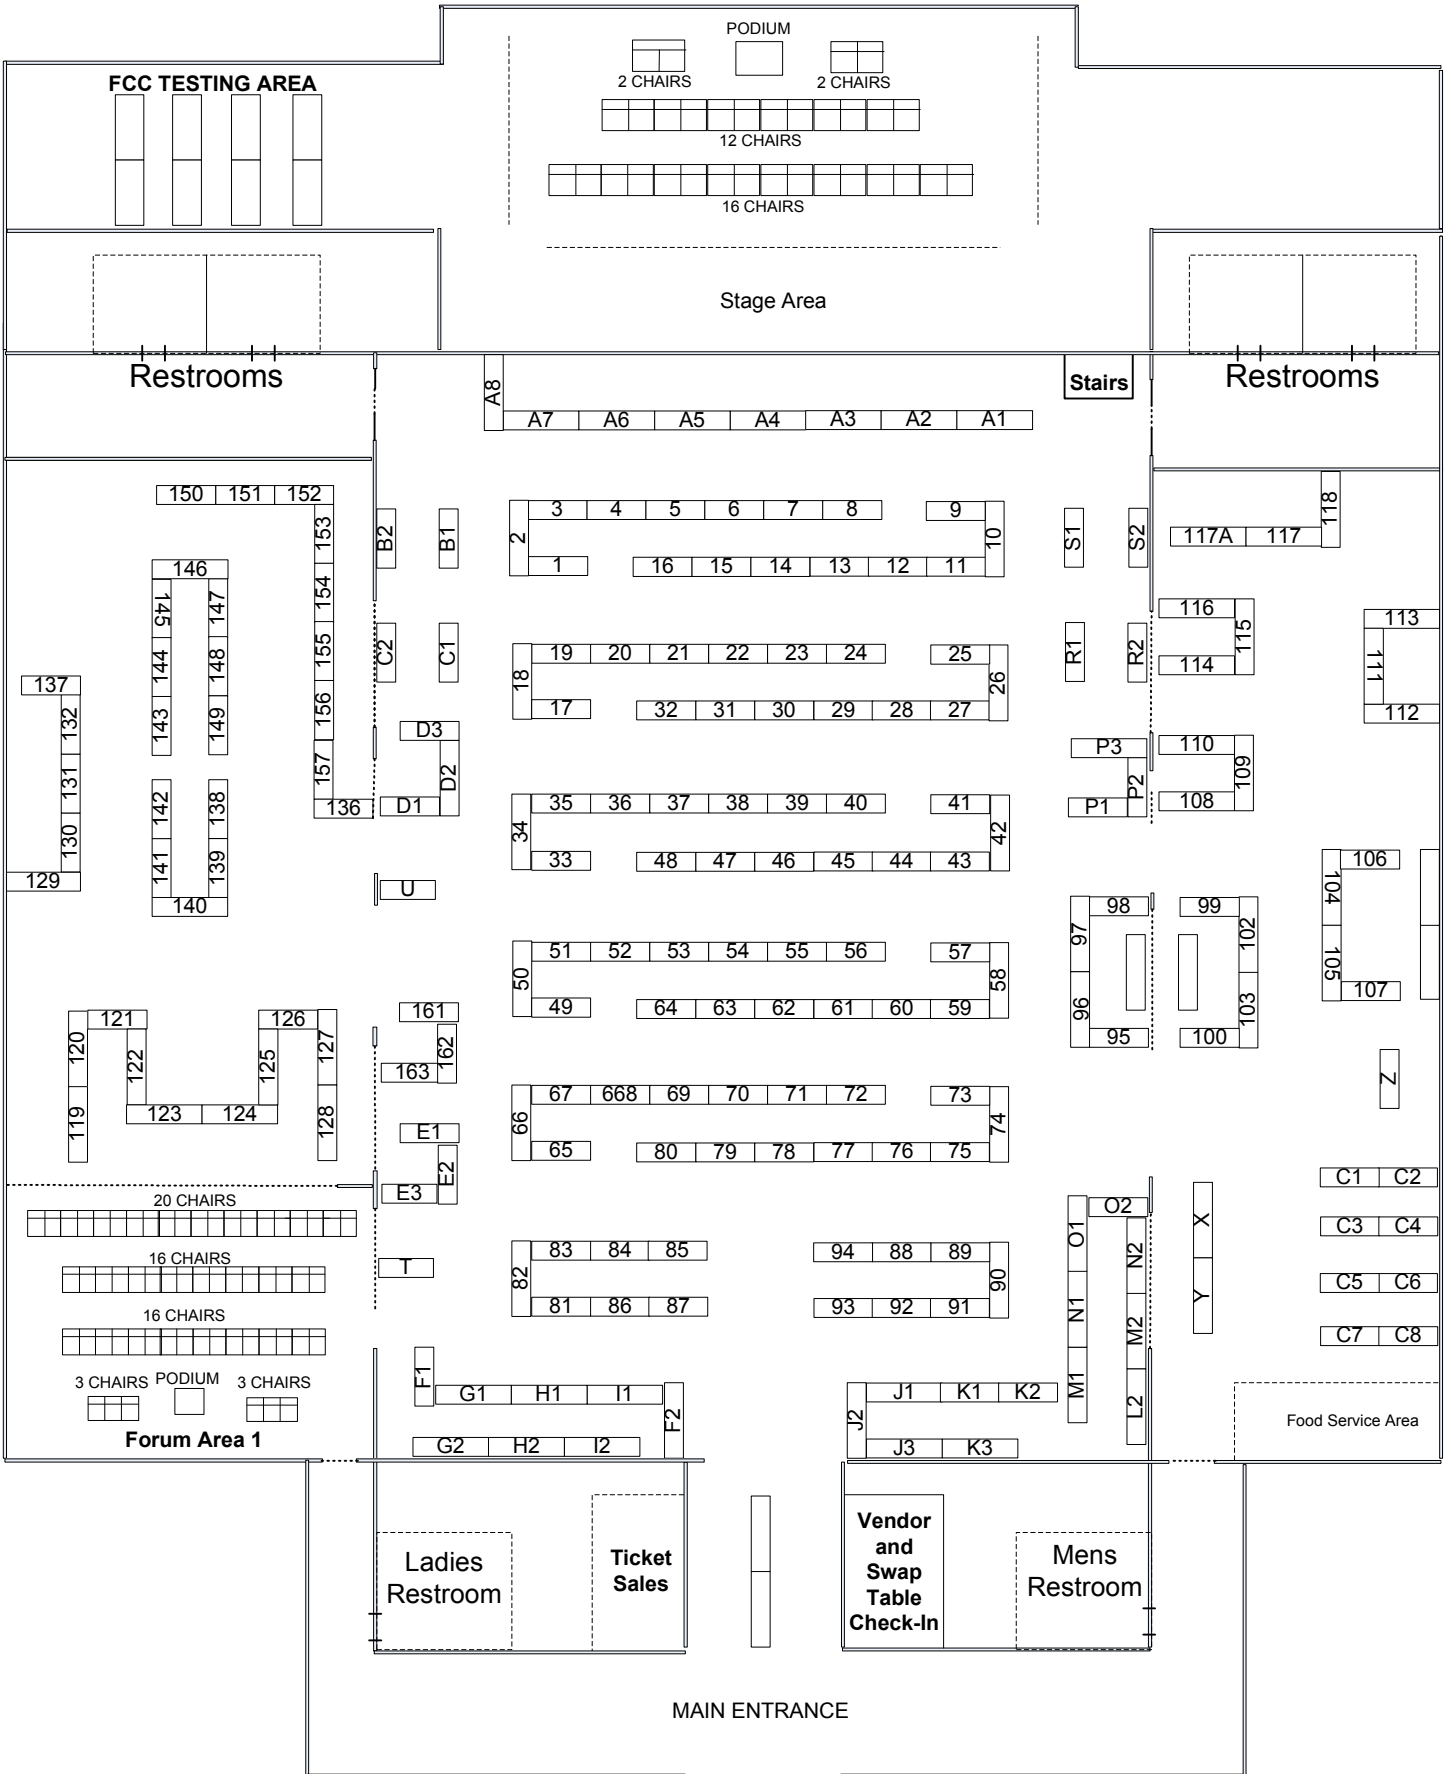 PODIUM
2 CHAIRS
2 CHAIRS
12 CHAIRS
16 CHAIRS
FCC TESTING AREA
Stage Area
Restrooms
Restrooms
Stairs
A8
A7 A6 A5 A4 A3 A2 A1
150 151 152
153
154
155
156
157
136
146
145
144
143
147
148
149
142
141
138
139
140
137
132
131
130
129
B2
B1
C2
C1
D3
D2
D1
U
3 4 5 6 7 8
9
2
10
1
16 15 14 13 12 11
19 20 21 22 23 24
25
18
26
17
32 31 30 29 28 27
35 36 37 38 39 40
41
34
42
33
48 47 46 45 44 43
51 52 53 54 55 56
57
50
58
49
64 63 62 61 60 59
67 668 69 70 71 72
73
66
74
65
80 79 78 77 76 75
83 84 85
94 88 89
82
90
81 86 87
93 92 91
S1
S2
R1
R2
P3
P2
P1
118
117A 117
116
115
114
113
111
112
110
109
108
106
104
105
107
98
97
96
95
99
102
103
100
Z
121
120
119
122
123 124
125
126
127
128
161
162
163
E1
E2
E3
T
20 CHAIRS
16 CHAIRS
16 CHAIRS
3 CHAIRS
PODIUM
3 CHAIRS
Forum Area 1
F1
G1 H1 I1
F2
G2 H2 I2
J2
J1 K1 K2
J3 K3
O2
O1
N1
M1
N2
M2
L2
X
Y
C1 C2
C3 C4
C5 C6
C7 C8
Food Service Area
Ladies
Restroom
Ticket
Sales
Vendor
and
Swap
Table
Check-In
Mens
Restroom
MAIN ENTRANCE